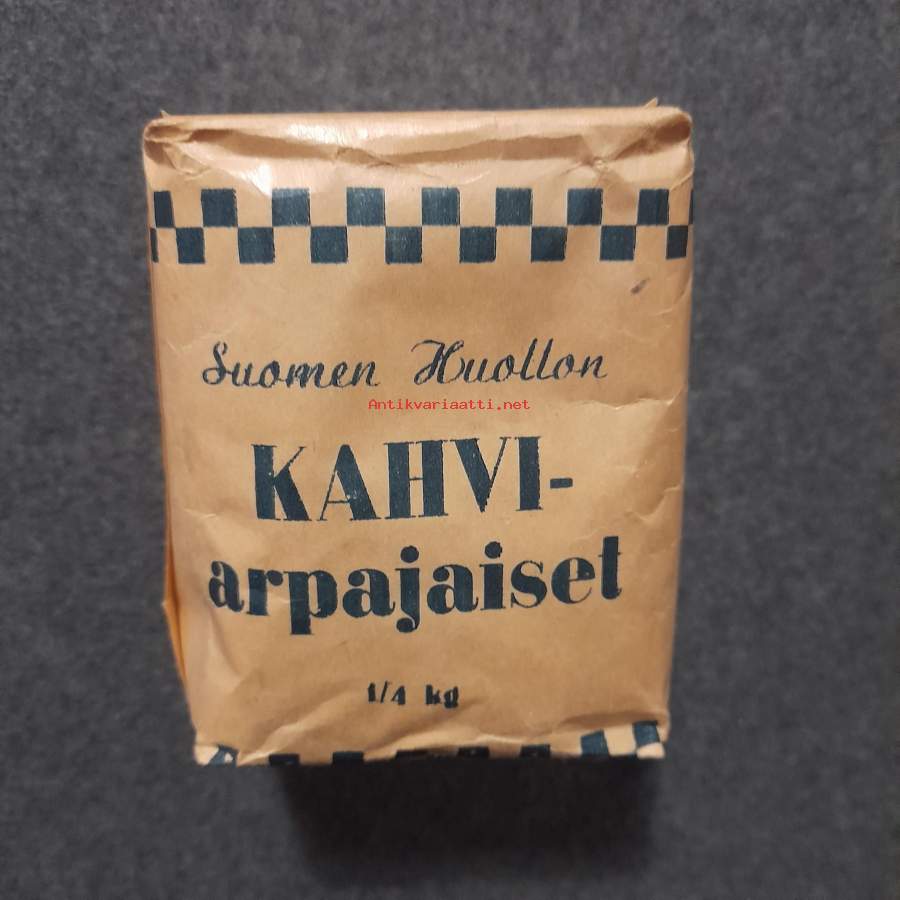 Suomen Huollon
Antikvariaatti.net
KAHVI-
arpajaiset
1/4 kg